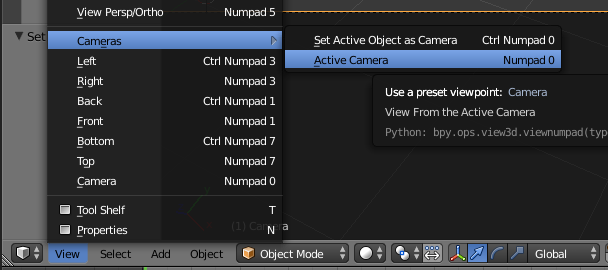 View Persp/Ortho Numpad 5
Cameras
Set Active Object as Camera Ctrl Numpad 0
Active Camera Numpad 0
Use a preset viewpoint: Camera
View From the Active Camera
Python: bpy.ops.view3d.viewnumpad(typ
Set
Left Ctrl Numpad 3
Right Numpad 3
Back Ctrl Numpad 1
Front Numpad 1
Bottom Ctrl Numpad 7
Top Numpad 7
Camera Numpad 0
Tool Shelf T
Properties N
(1) Camera
View Select Add Object Object Mode Global